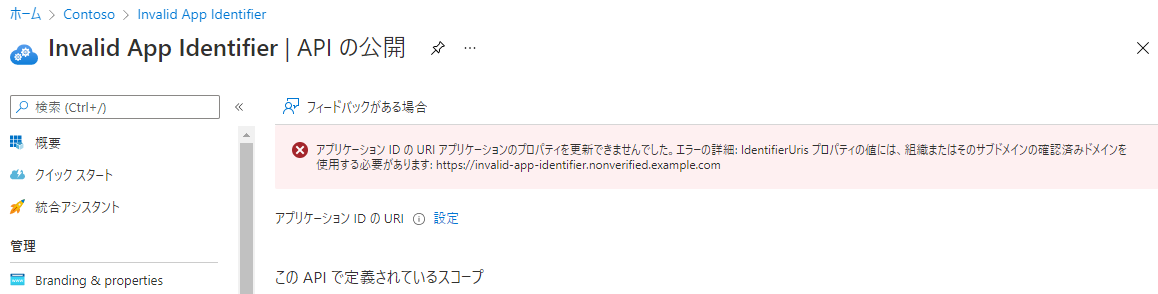 ホーム > Contoso > Invalid App Identifier
Invalid App Identifier | API の公開
検索 (Ctrl+/)
フィードバックがある場合
概要
クイック スタート
統合アシスタント
管理
Branding & properties
アプリケーション ID の URI アプリケーションのプロパティを更新できませんでした。エラーの詳細: IdentifierUris プロパティの値には、組織またはそのサブドメインの確認済みドメインを
使用する必要があります: https://invalid-app-identifier.nonverified.example.com
アプリケーション ID の URI 設定
この API で定義されているスコープ